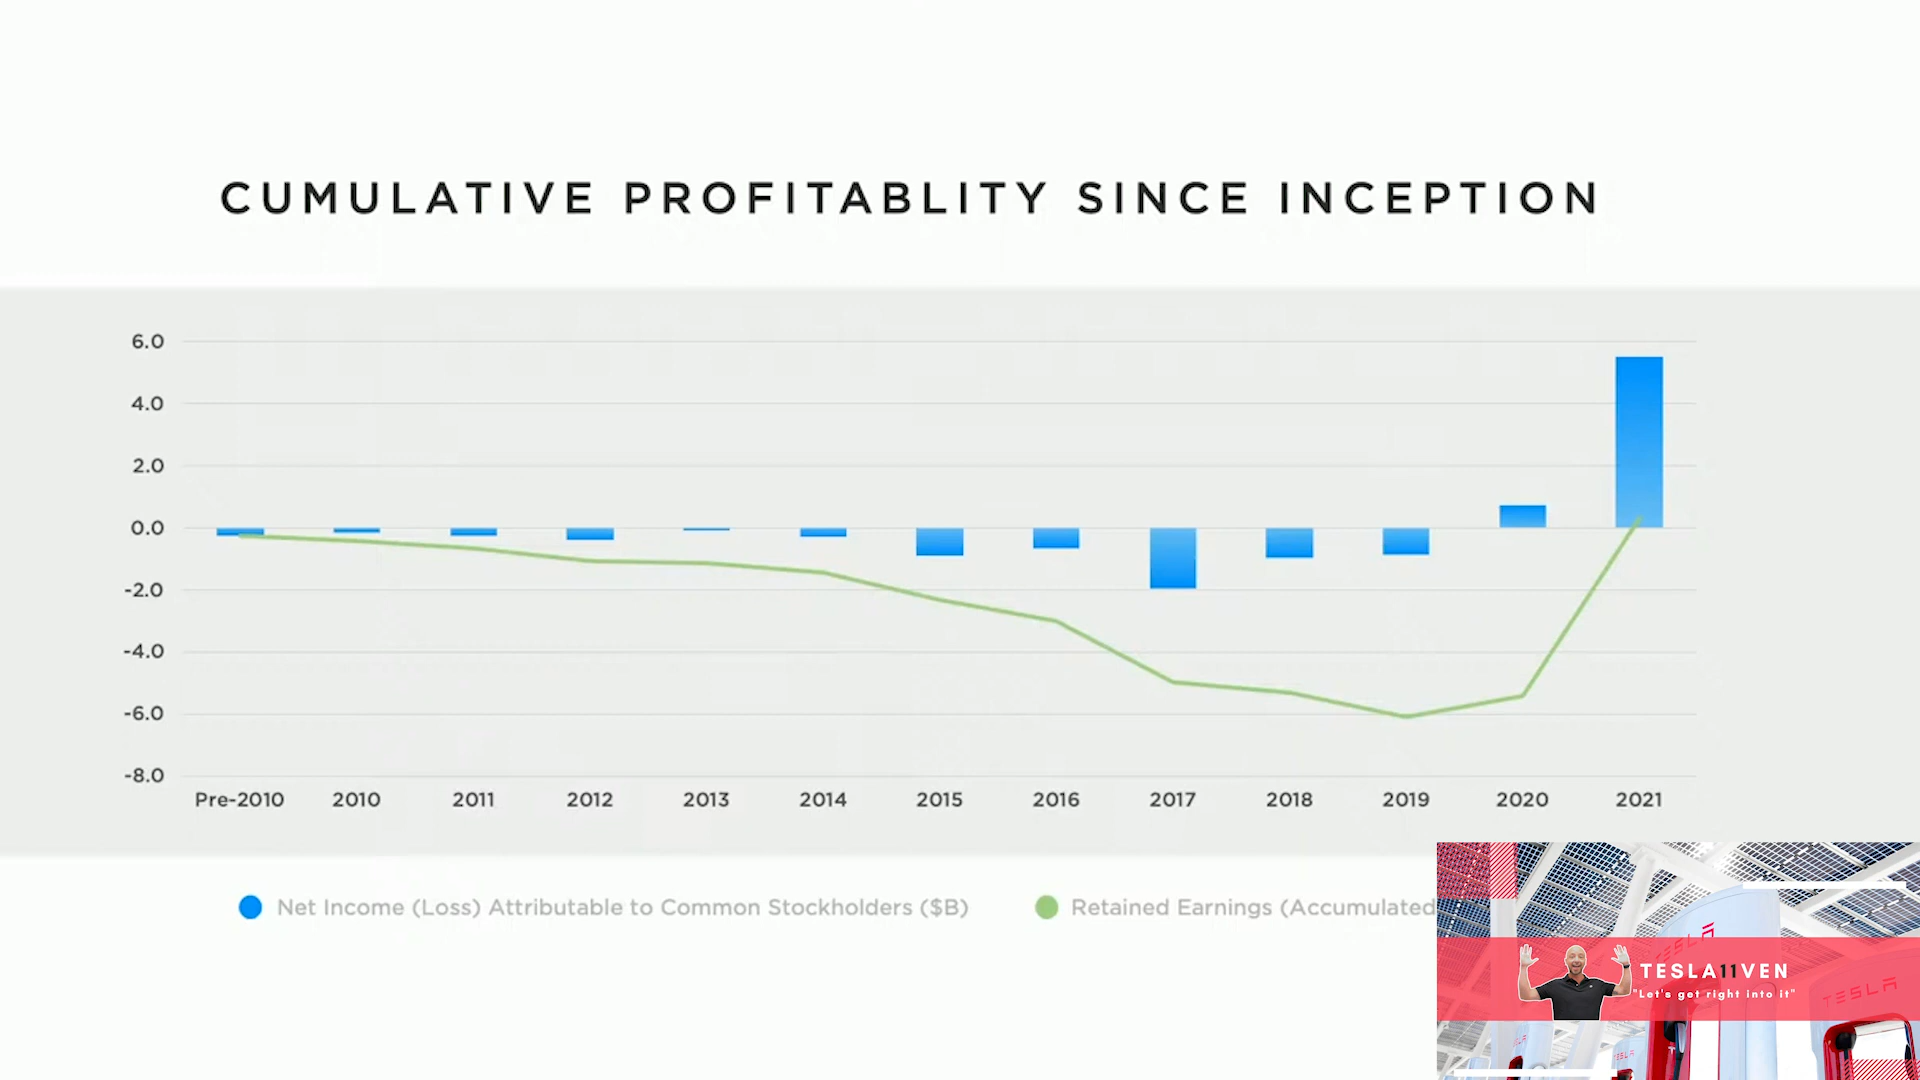 CUMULATIVE PROFITABLITY SINCE INCEPTION
6.0
4.0
2.0
0.0
-2.0
-4.0
-6.0
-8.0
Pre-2010 2010 2011 2012 2013 2014 2015 2016 2017 2018 2019 2020 2021
Net Income (Loss) Attributable to Common Stockholders ($B) Retained Earnings (Accumulated
TESLA11VEN
"Let's get right into it"
TESLA